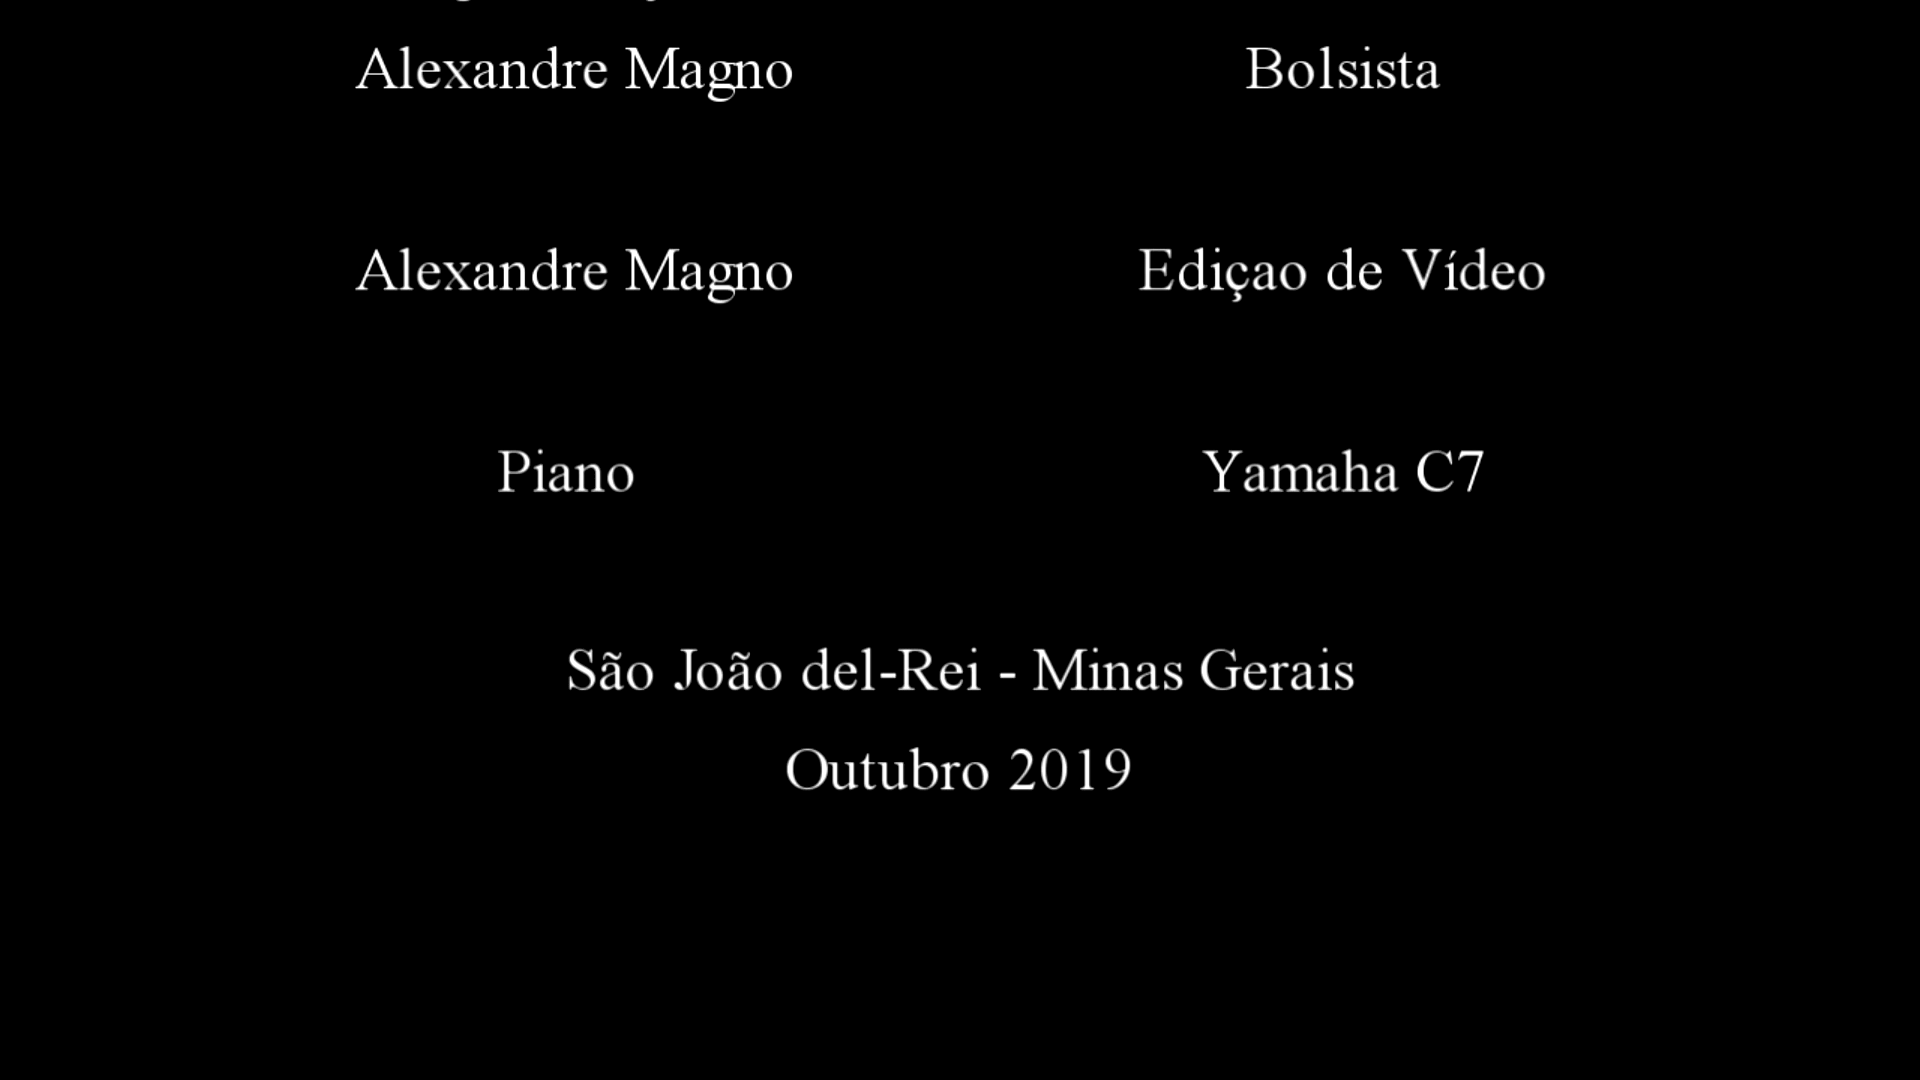 Alexandre Magno Bolsista
Alexandre Magno Ediçao de Vídeo
Piano Yamaha C7
São João del-Rei - Minas Gerais
Outubro 2019